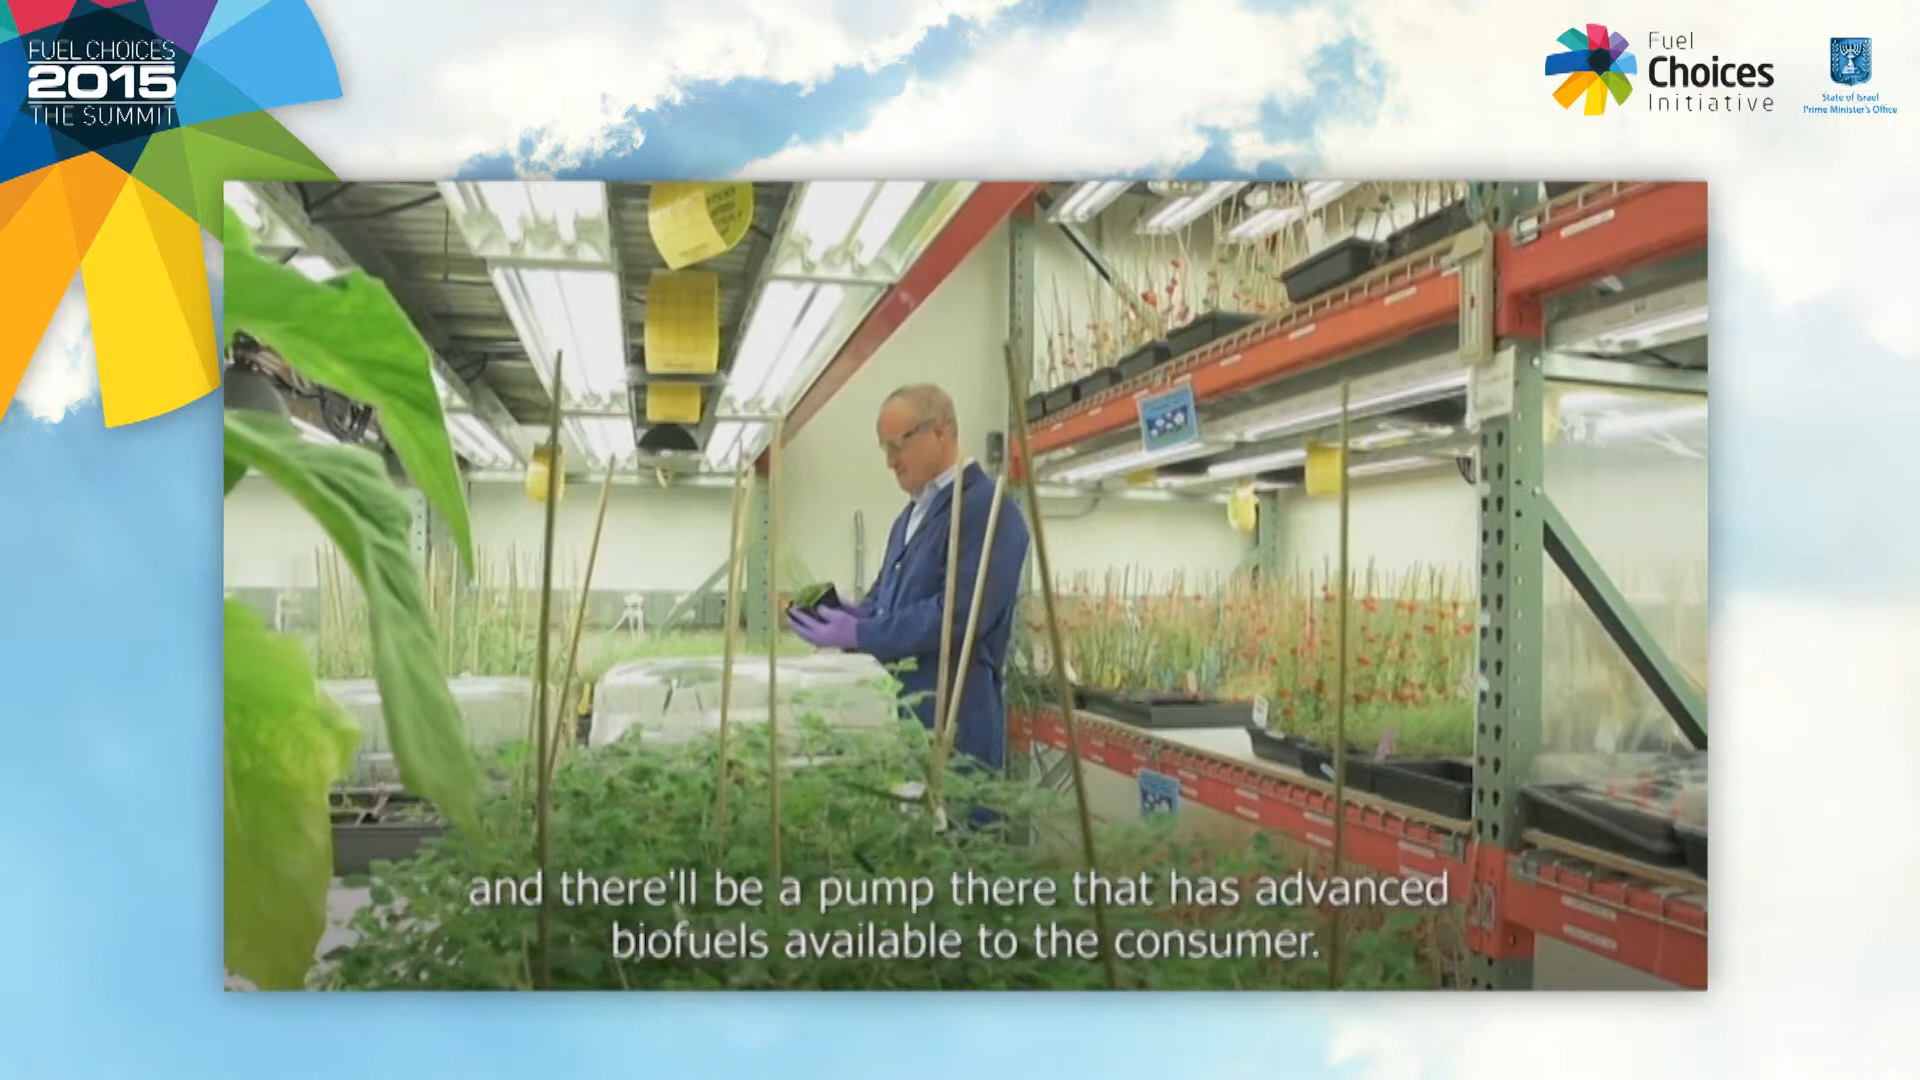 FUEL CHOICES
2015
THE SUMMIT
Fuel
Choices
Initiative
State of Israel
Prime Minister's Office
and there'll be a pump there that has advanced
biofuels available to the consumer.